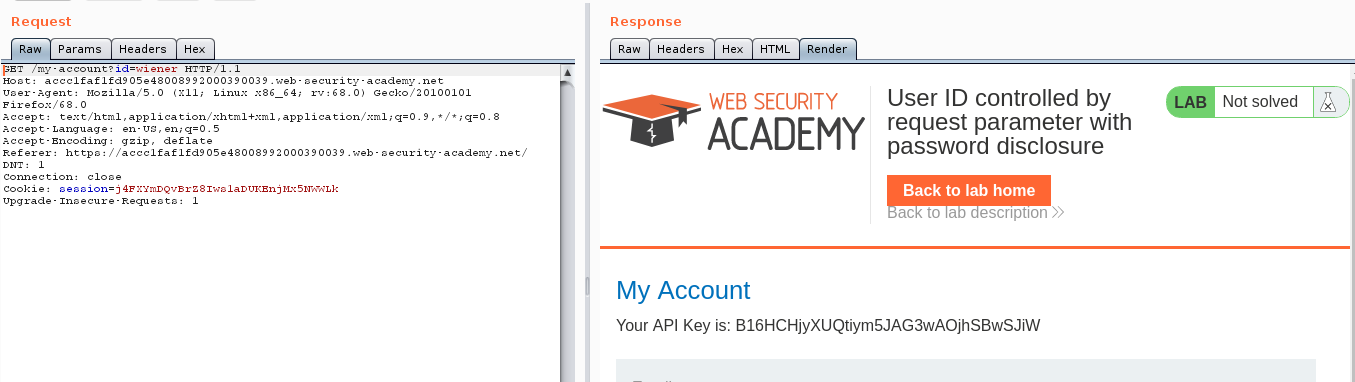 Request
Raw Params Headers Hex
GET /my-account?id=wiener HTTP/1.1
Host: accc1faf1fd905e48008992000390039.web-security-academy.net
User-Agent: Mozilla/5.0 (X11; Linux x86_64; rv:68.0) Gecko/20100101
Firefox/68.0
Accept: text/html,application/xhtml+xml,application/xml;q=0.9,*/*;q=0.8
Accept-Language: en-US,en;q=0.5
Accept-Encoding: gzip, deflate
Referer: https://accc1faf1fd905e48008992000390039.web-security-academy.net/
DNT: 1
Connection: close
Cookie: session=j4FXYmDQvBrZ8IwslaDUKEnjMx5NWWLk
Upgrade-Insecure-Requests: 1
Response
Raw Headers Hex HTML Render
WEB SECURITY
ACADEMY
User ID controlled by
request parameter with
password disclosure
LAB Not solved
Back to lab home
Back to lab description
My Account
Your API Key is: B16HCHjyXUQtiym5JAG3wAOjhSBwSJiW